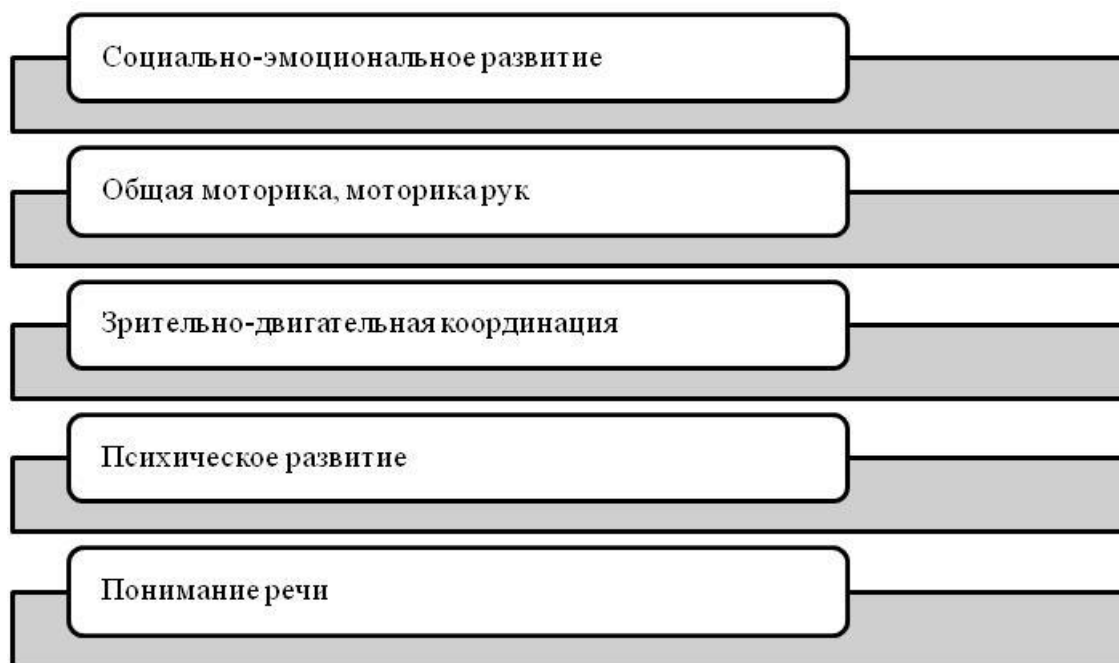 Социально-эмоциональное развитие
Общая моторика, моторика рук
Зрительно-двигательная координация
Психическое развитие
Понимание речи